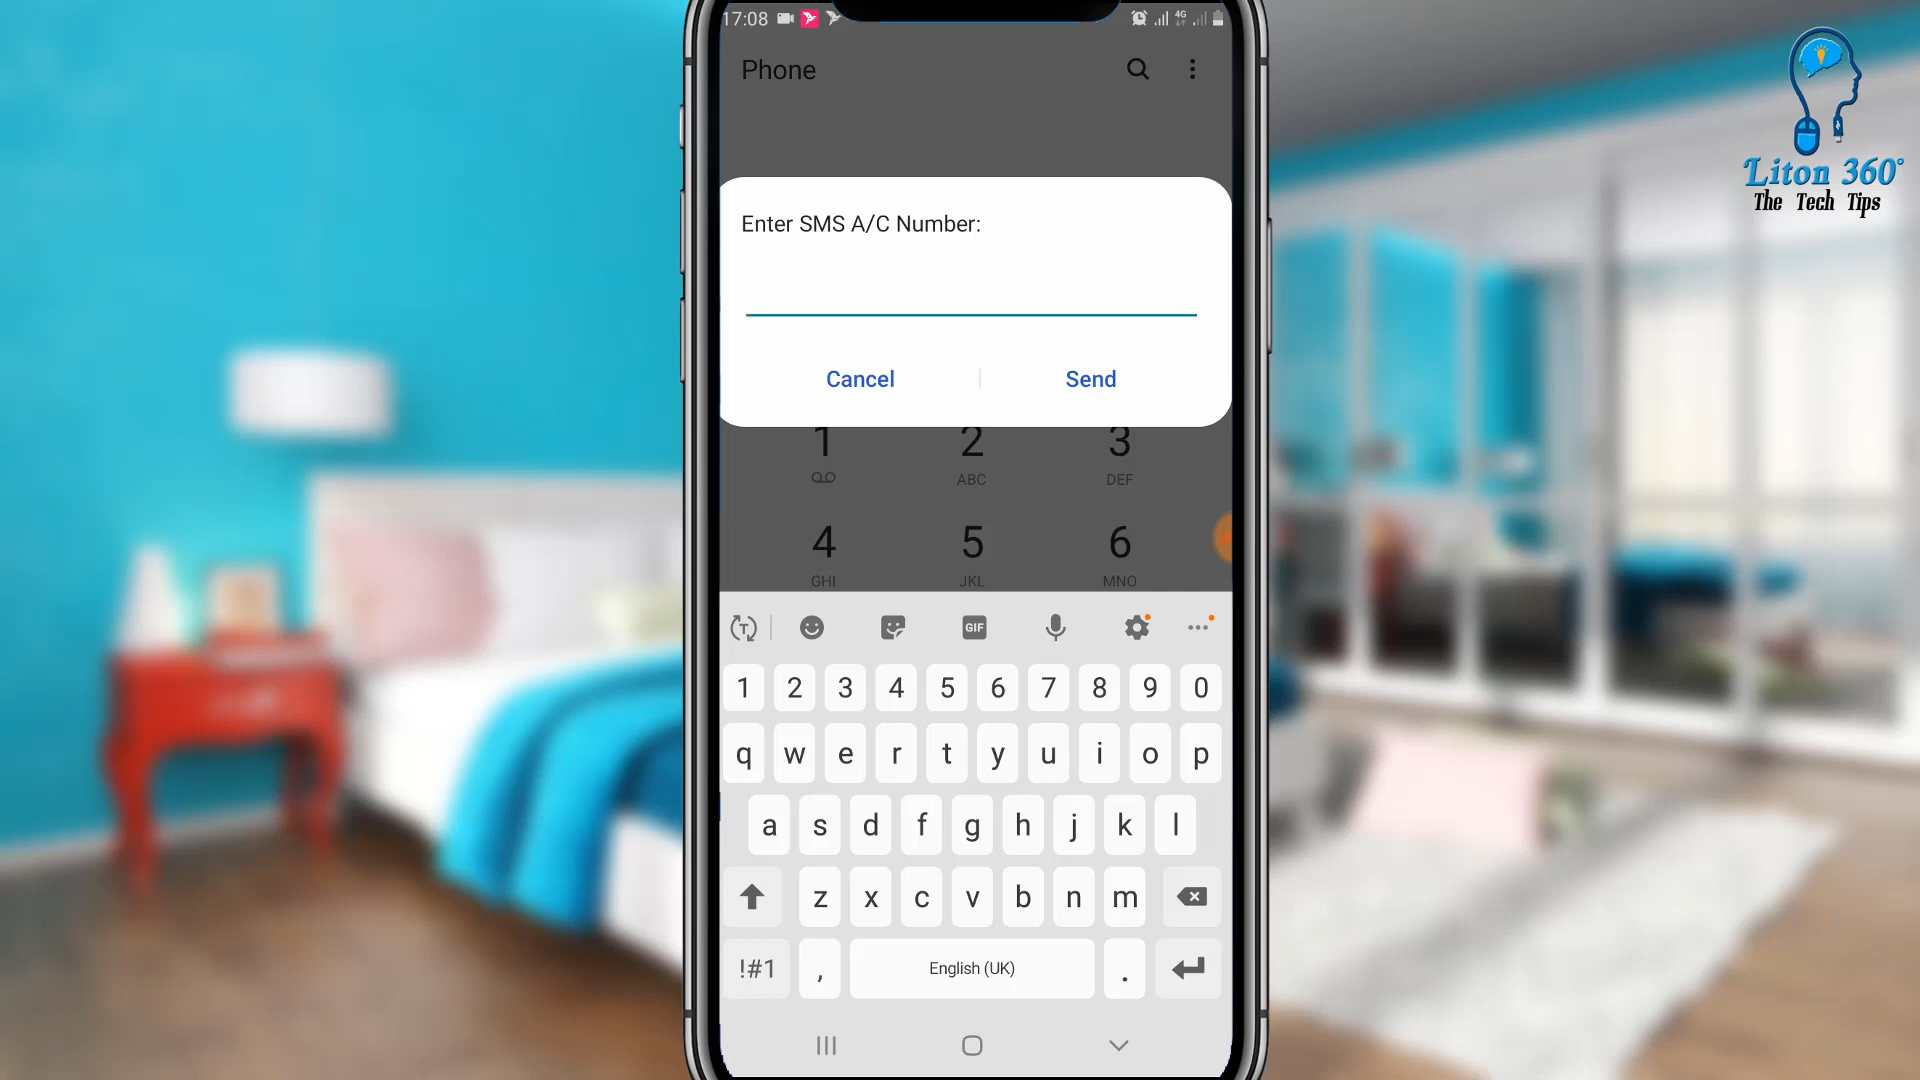 17:08
4G
Phone
Liton 360°
The Tech Tips
Enter SMS A/C Number:
Cancel Send
1 2 3
ABC DEF
4 5 6
GHI JKL MNO
T GIF
1 2 3 4 5 6 7 8 9 0
q w e r t y u i o p
a s d f g h j k l
z x c v b n m
!#1 , English (UK) .